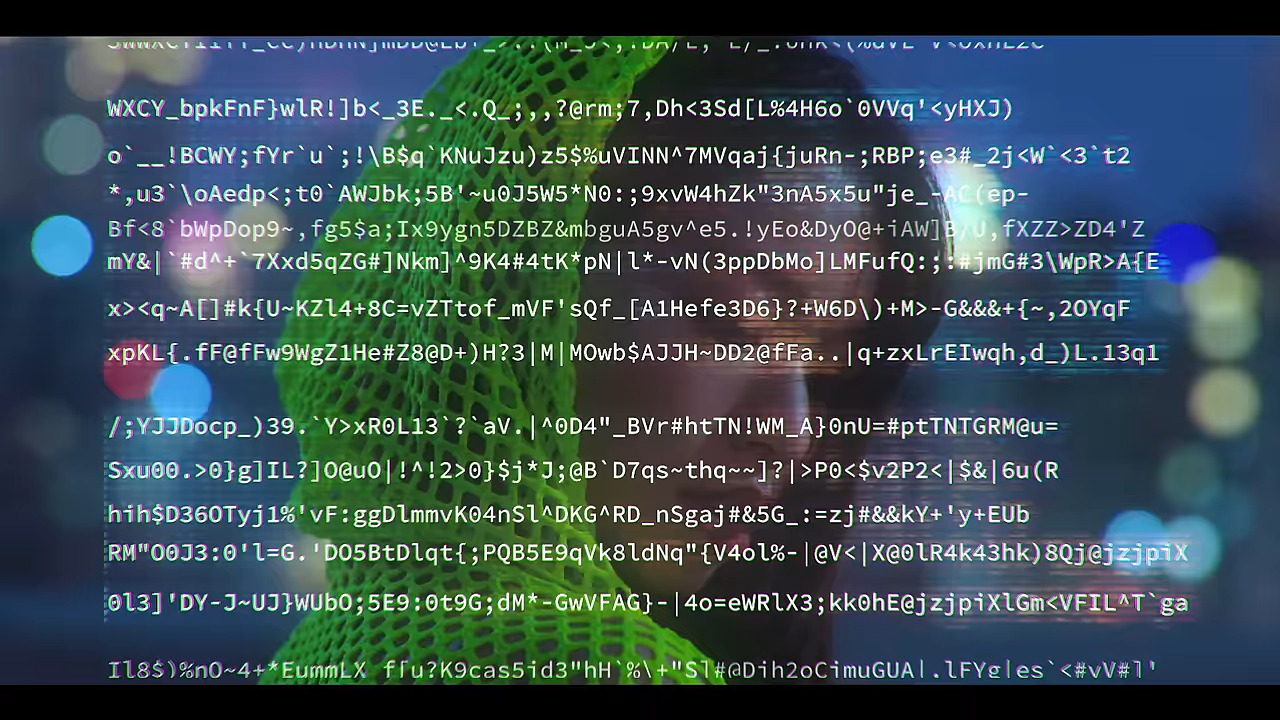 WXCY_bpkFnF}wlR!]b<_3E._<.Q_;,,?@rm;7,Dh<3Sd[L%4H6o`0VVq'<yHXJ)
o`__!BCWY;fYr`u`;!\B$q`KNuJzu)z5$%uVINN^7MVqaj{juRn-;RBP;e3#_2j<W`<3`t2
*,u3`\oAedp<;t0`AWJbk;5B'~u0J5W5*N0:;9xvW4hZk"3nA5x5u"je_-AC(ep-
Bf<8`bWpDop9~,fg5$a;Ix9ygn5DZBZ&mbguA5gv^e5.!yEo&DyO@+iAW]B/U,fXZZ>ZD4'Z
mY&|`#d^+`7Xxd5qZG#]Nkm]^9K4#4tK*pN|l*-vN(3ppDbMo]LMFufQ:;:#jmG#3\WpR>A{E
x><q~A[]#k{U~KZl4+8C=vZTtof_mVF'sQf_[A1Hefe3D6}?+W6D\)+M>-G&&&+{~,2OYqF
xpKL{.fF@fFw9WgZ1He#Z8@D+)H?3|M|MOwb$AJJH~DD2@fFa..|q+zxLrEIwqh,d_)L.13q1
/;YJJDocp_)39.`Y>xR0L13`?`aV.|^0D4"_BVr#htTN!WM_A}0nU=#ptTNTGRM@u=
Sxu00.>0}g]IL?]O@uO|!^!2>0}$j*J;@B`D7qs~thq~~]?|>P0<$v2P2<|$&|6u(R
hih$D36OTyj1%'vF:ggDlmmvK04nSl^DKG^RD_nSgaj#&5G_:=zj#&&kY+'y+EUb
RM"O0J3:0'l=G.'DO5BtDlqt{;PQB5E9qVk8ldNq"{V4ol%-|@V<|X@0lR4k43hk)8Qj@jzjpiX
0l3]'DY-J~UJ}WUbO;5E9:0t9G;dM*-GwVFAG}-|4o=eWRlX3;kk0hE@jzjpiXlGm<VFIL^T`ga